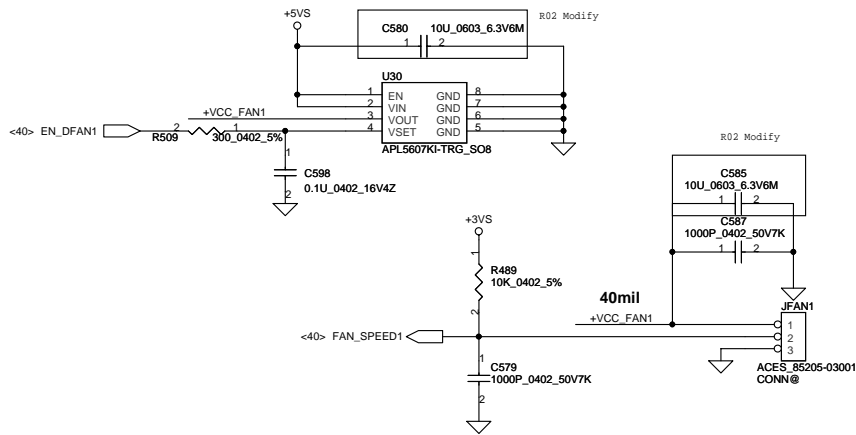 +5VS
C580
10U_0603_6.3V6M
R02 Modify
1
2
U30
1
EN
GND
8
2
VIN
GND
7
+VCC_FAN1
3
VOUT
GND
6
<40> EN_DFAN1
2
1
4
VSET
GND
5
R509
300_0402_5%
APL5607KI-TRG_SO8
1
C598
0.1U_0402_16V4Z
2
R02 Modify
C585
10U_0603_6.3V6M
1
2
C587
1000P_0402_50V7K
1
2
+3VS
1
R489
10K_0402_5%
2
40mil
+VCC_FAN1
JFAN1
1
2
3
<40> FAN_SPEED1
1
C579
1000P_0402_50V7K
2
ACES_85205-03001
CONN@